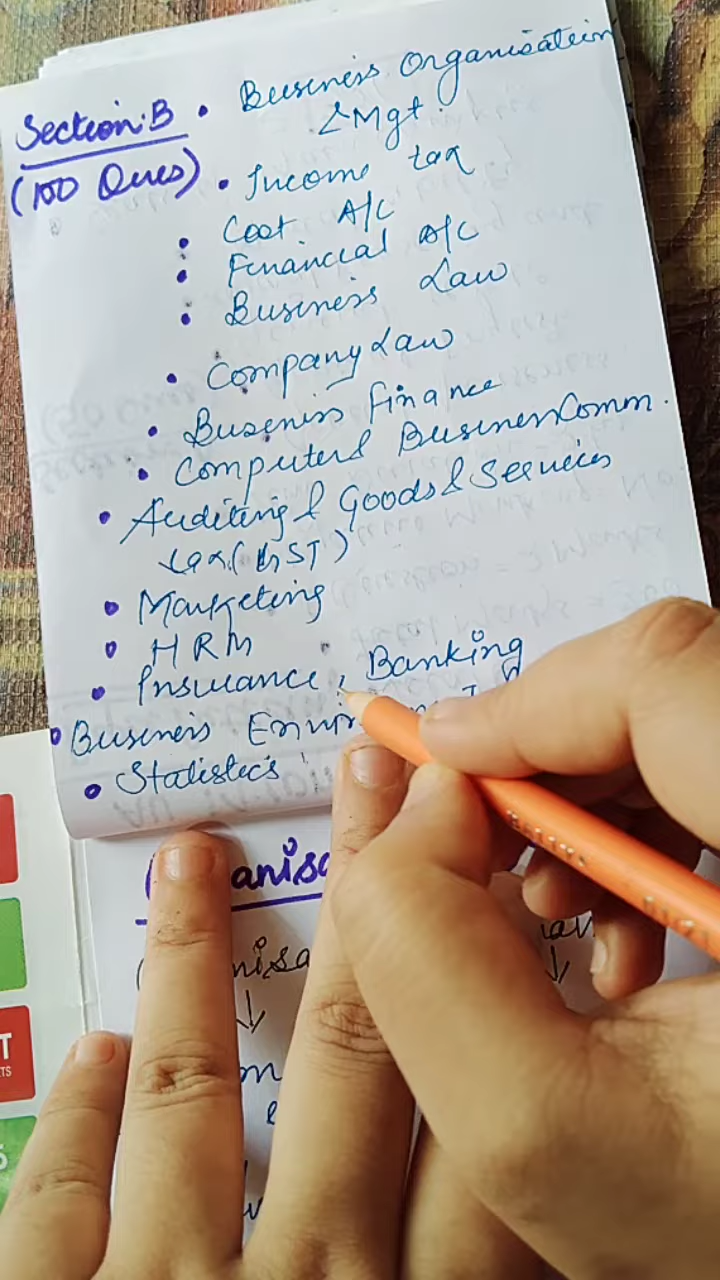 Section:B • Business Organisation
& Mgt.
(100 Ques) • Income tax
• Cost A/C
• Financial A/C
• Business Law
• Company Law
• Business finance
• Computer & Business Comm.
• Auditing & Goods & Services
tax (GST)
• Marketing
• HRM
• Insurance, Banking
• Business
• Statistics